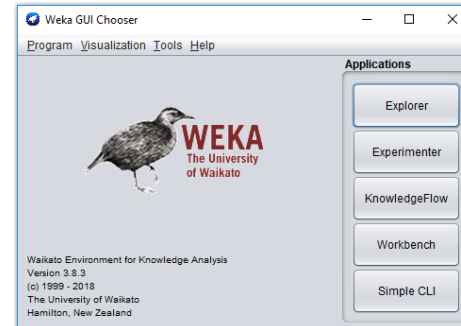 Weka GUI Chooser
Program Visualization Tools Help
Applications
WEKA
The University
of Waikato
Explorer
Experimenter
KnowledgeFlow
Workbench
Simple CLI
Waikato Environment for Knowledge Analysis
Version 3.8.3
(c) 1999 - 2018
The University of Waikato
Hamilton, New Zealand